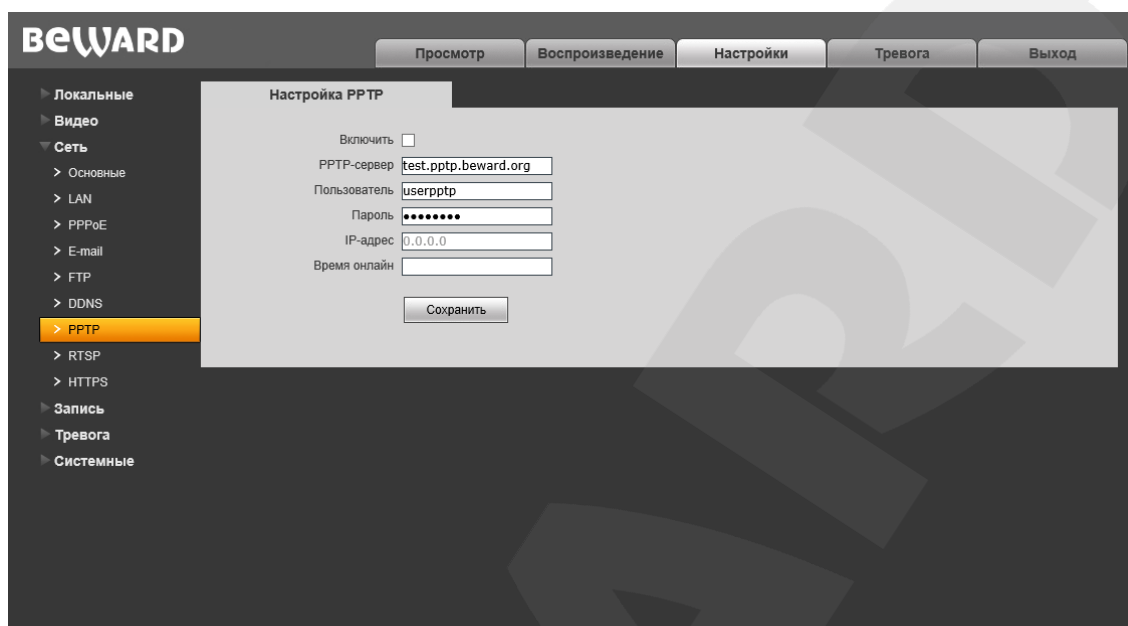 BEWARD
Просмотр
Воспроизведение
Настройки
Тревога
Выход
Локальные
Видео
Сеть
Основные
LAN
PPPoE
E-mail
FTP
DDNS
PPTP
RTSP
HTTPS
Запись
Тревога
Системные
Настройка PPTP
Включить
PPTP-сервер test.pptp.beward.org
Пользователь userpptp
Пароль ••••••••
IP-адрес 0.0.0.0
Время онлайн
Сохранить